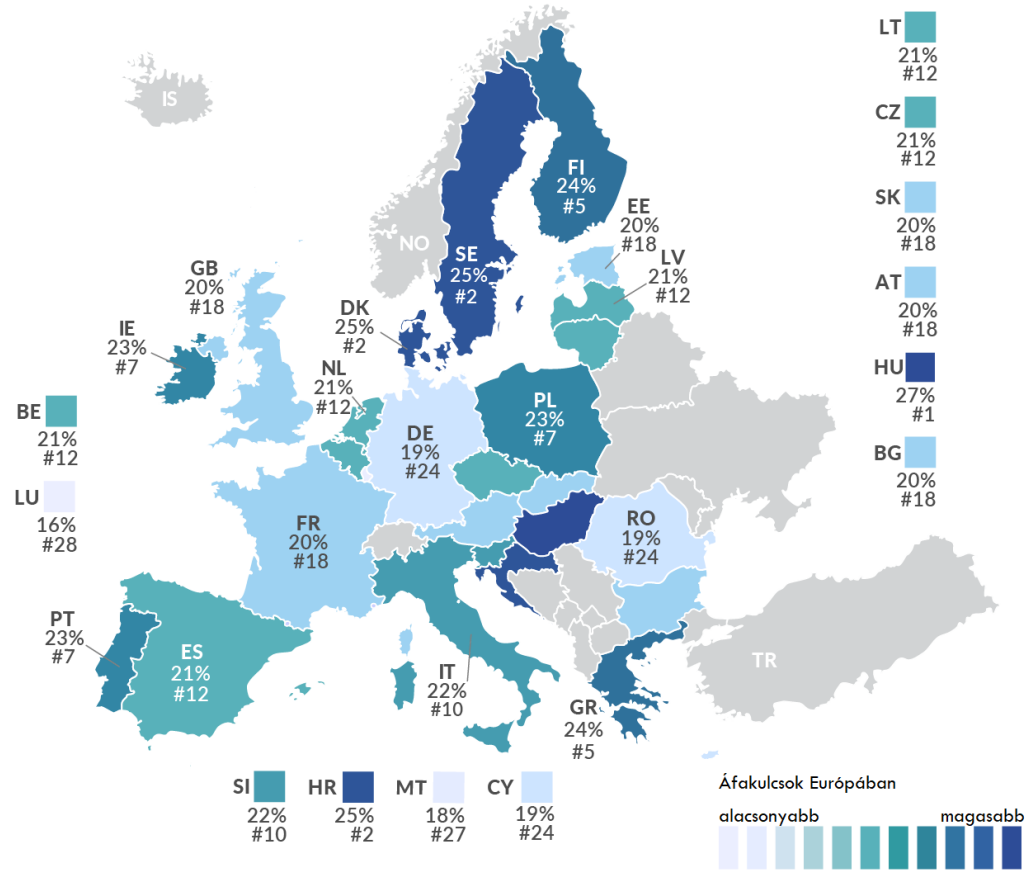 IS
NO
FI
24%
#5
SE
25%
#2
EE
20%
#18
LV
21%
#12
GB
20%
#18
DK
25%
#2
IE
23%
#7
NL
21%
#12
BE
21%
#12
LU
16%
#28
DE
19%
#24
PL
23%
#7
FR
20%
#18
RO
19%
#24
PT
23%
#7
ES
21%
#12
IT
22%
#10
GR
24%
#5
TR
LT
21%
#12
CZ
21%
#12
SK
20%
#18
AT
20%
#18
HU
27%
#1
BG
20%
#18
SI
22%
#10
HR
25%
#2
MT
18%
#27
CY
19%
#24
Áfakulcsok Európában
alacsonyabb magasabb